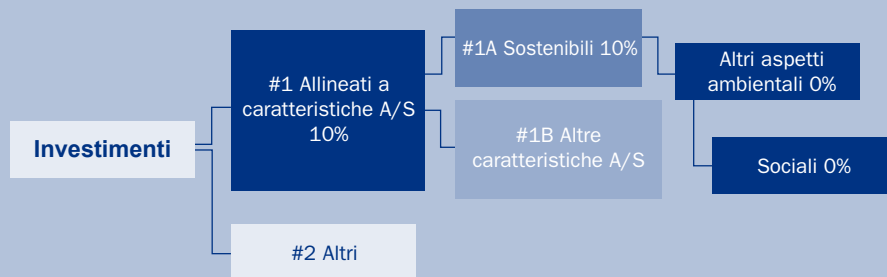 Investimenti
#1 Allineati a
caratteristiche A/S
10%
#2 Altri
#1A Sostenibili 10%
#1B Altre
caratteristiche A/S
Altri aspetti
ambientali 0%
Sociali 0%